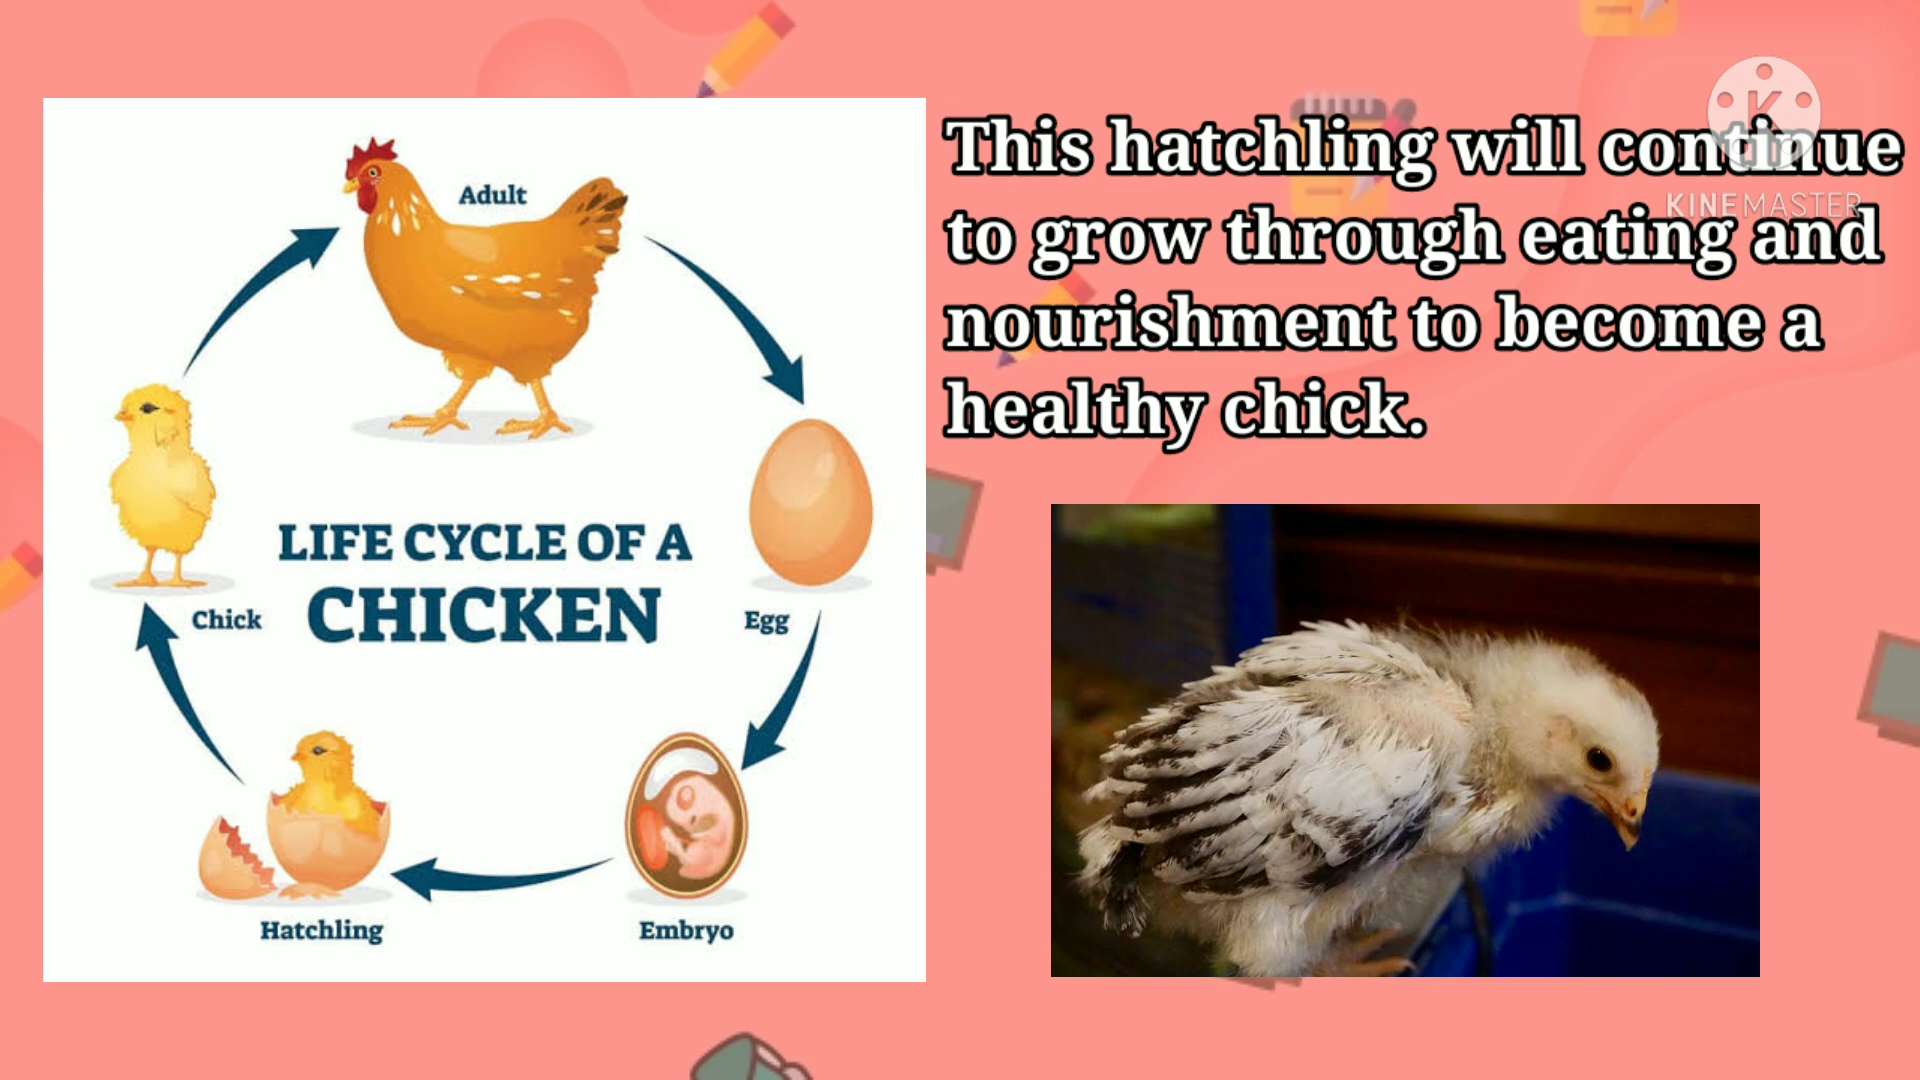 Adult
LIFE CYCLE OF A
CHICKEN
Chick
Egg
Hatchling
Embryo
This hatchling will continue
to grow through eating and
nourishment to become a
healthy chick.
K
KINEMASTER